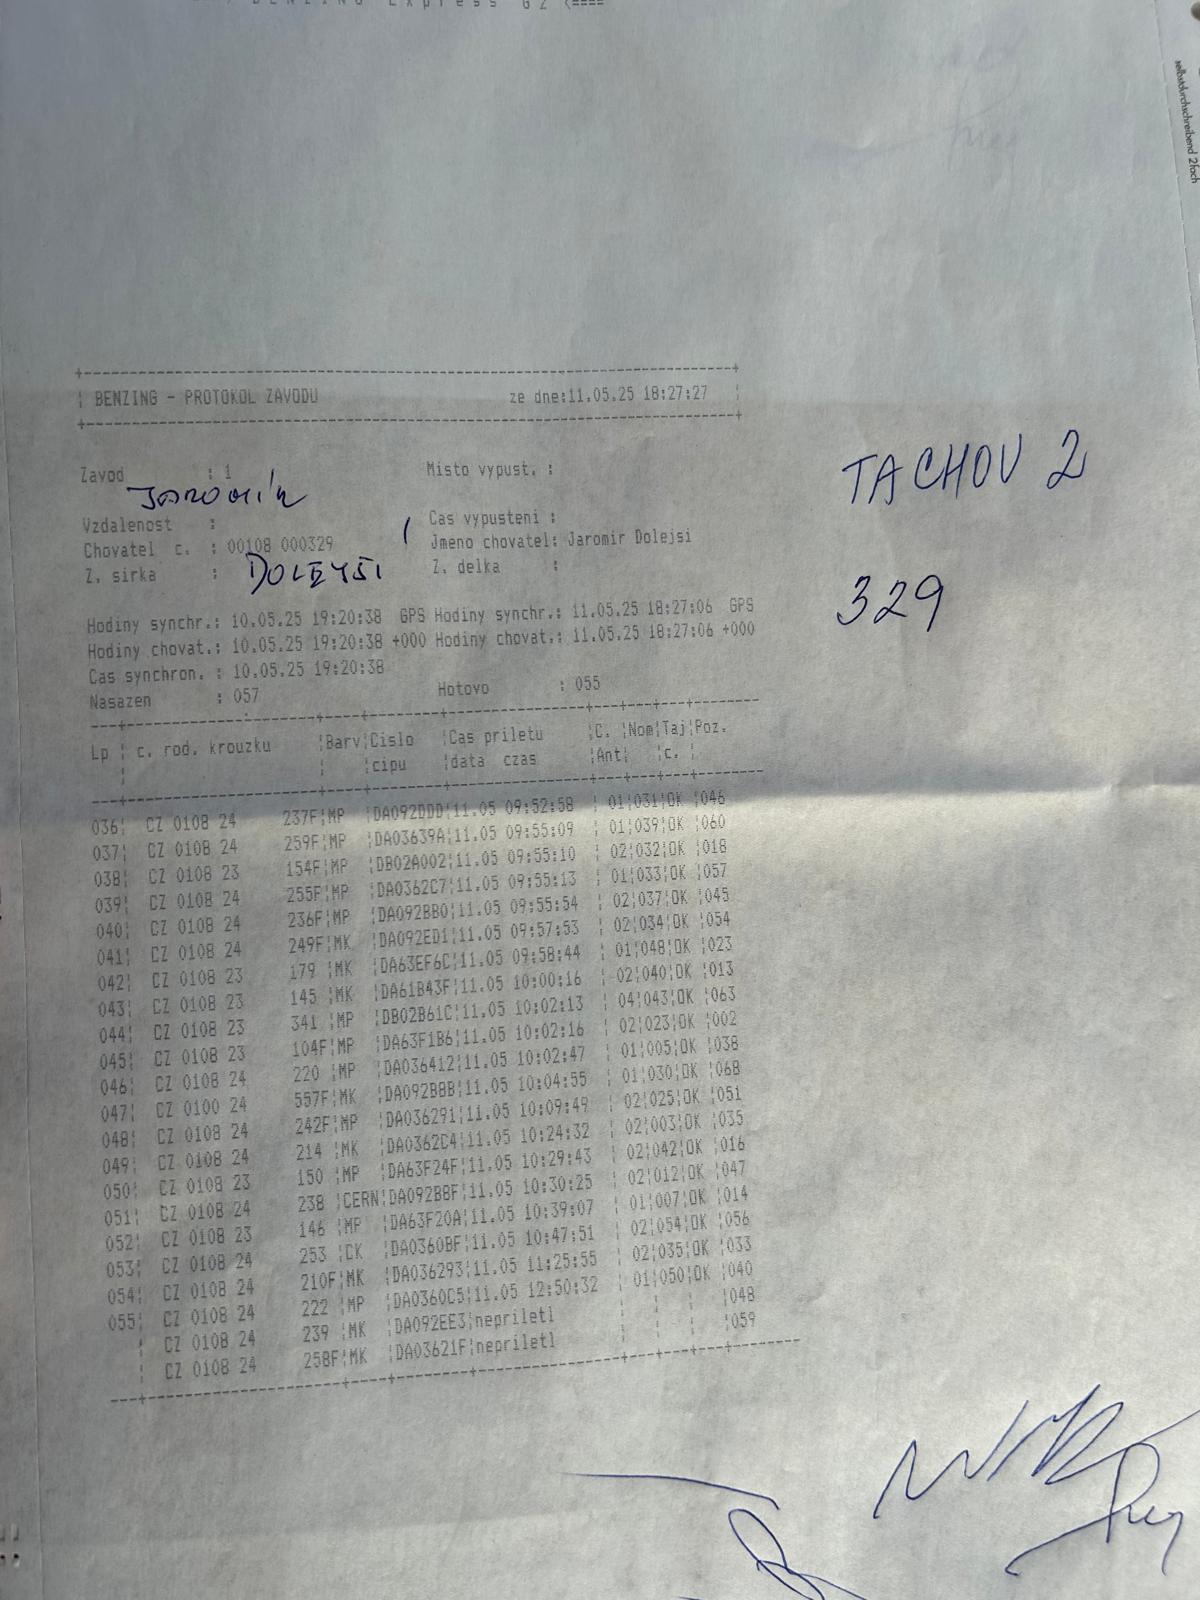 BENZING Express G2 <====
selbstdurchschreibend 2fach
BENZING - PROTOKOL ZAVODU ze dne:11.05.25 18:27:27
Zavod : 1 Misto vypust. :
JAROMÍR
TACHOV 2
Vzdalenost : Cas vypusteni :
Chovatel c. : 00108 000329 Jmeno chovatel: Jaromir Dolejsi
Z. sirka : Z. delka :
DOLEJŠI
329
Hodiny synchr.: 10.05.25 19:20:38 GPS Hodiny synchr.: 11.05.25 18:27:06 GPS
Hodiny chovat.: 10.05.25 19:20:38 +000 Hodiny chovat.: 11.05.25 18:27:06 +000
Cas synchron. : 10.05.25 19:20:38
Nasazen : 057 Hotovo : 055
Lp ¦ c. rod. krouzku ¦Barv¦Cislo ¦Cas priletu ¦C. ¦Nom¦Taj¦Poz.
¦ ¦ ¦cipu ¦data czas ¦Ant¦ ¦c. ¦
036¦ CZ 0108 24 237F¦MP ¦DA092DDD¦11.05 09:52:58 ¦ 01¦031¦OK ¦046
037¦ CZ 0108 24 259F¦MP ¦DA03639A¦11.05 09:55:09 ¦ 01¦039¦OK ¦060
038¦ CZ 0108 23 154F¦MP ¦DB02A002¦11.05 09:55:10 ¦ 02¦032¦OK ¦018
039¦ CZ 0108 24 255F¦MP ¦DA0362C7¦11.05 09:55:13 ¦ 01¦033¦OK ¦057
040¦ CZ 0108 24 236F¦MP ¦DA092BB0¦11.05 09:55:54 ¦ 02¦037¦OK ¦045
041¦ CZ 0108 24 249F¦MK ¦DA092ED1¦11.05 09:57:53 ¦ 02¦034¦OK ¦054
042¦ CZ 0108 23 179 ¦MK ¦DA63EF6C¦11.05 09:58:44 ¦ 01¦048¦OK ¦023
043¦ CZ 0108 23 145 ¦MK ¦DA61B43F¦11.05 10:00:16 ¦ 02¦040¦OK ¦013
044¦ CZ 0108 23 341 ¦MP ¦DB02B61C¦11.05 10:02:13 ¦ 04¦043¦OK ¦063
045¦ CZ 0108 23 104F¦MP ¦DA63F1B6¦11.05 10:02:16 ¦ 02¦023¦OK ¦002
046¦ CZ 0108 24 220 ¦MP ¦DA036412¦11.05 10:02:47 ¦ 01¦005¦OK ¦038
047¦ CZ 0100 24 557F¦MK ¦DA092B8B¦11.05 10:04:55 ¦ 01¦030¦OK ¦068
048¦ CZ 0108 24 242F¦MP ¦DA036291¦11.05 10:09:49 ¦ 02¦025¦OK ¦051
049¦ CZ 0108 24 214 ¦MK ¦DA0362C4¦11.05 10:24:32 ¦ 02¦003¦OK ¦035
050¦ CZ 0108 23 150 ¦MP ¦DA63F24F¦11.05 10:29:43 ¦ 02¦042¦OK ¦016
051¦ CZ 0108 24 238 ¦CERN¦DA092B8F¦11.05 10:30:25 ¦ 02¦012¦OK ¦047
052¦ CZ 0108 23 146 ¦MP ¦DA63F20A¦11.05 10:39:07 ¦ 01¦007¦OK ¦014
053¦ CZ 0108 24 253 ¦CK ¦DA0360BF¦11.05 10:47:51 ¦ 02¦054¦OK ¦056
054¦ CZ 0108 24 210F¦MK ¦DA036293¦11.05 11:25:55 ¦ 02¦035¦OK ¦033
055¦ CZ 0108 24 222 ¦MP ¦DA0360C5¦11.05 12:50:32 ¦ 01¦050¦OK ¦040
¦ CZ 0108 24 239 ¦MK ¦DA092EE3¦nepriletl ¦ ¦ ¦ ¦048
¦ CZ 0108 24 258F¦MK ¦DA03621F¦nepriletl ¦ ¦ ¦ ¦059